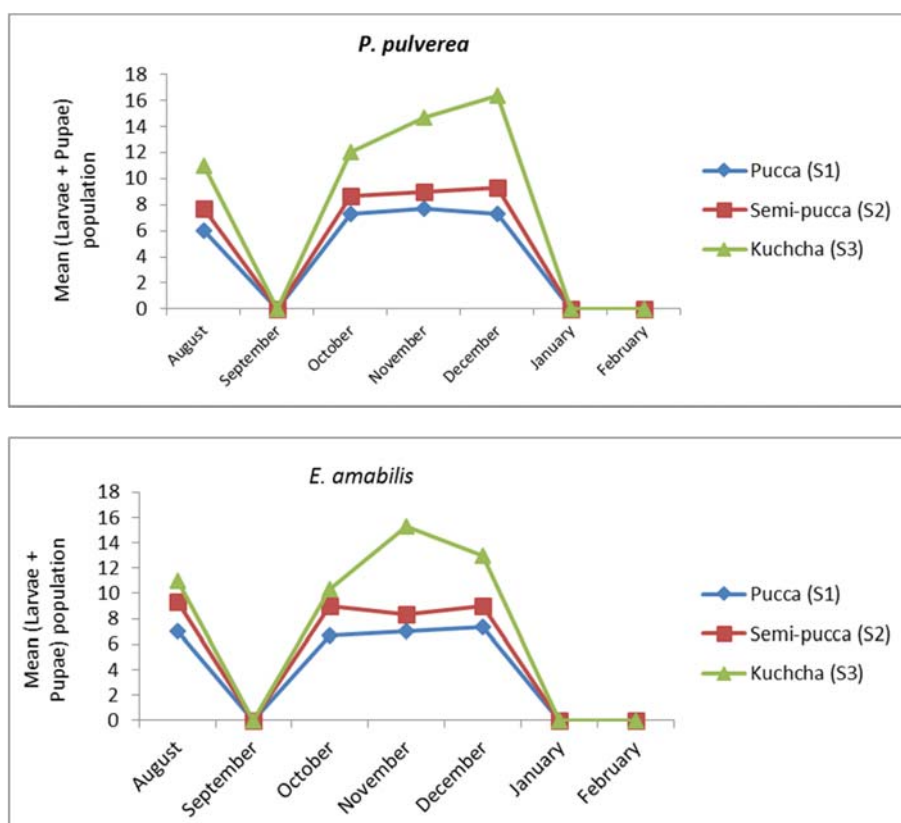 P. pulverea
Mean (Larvae + Pupae)
population
18
16
14
12
10
8
6
4
2
0
August
September
October
November
December
January
February
Pucca (S1)
Semi-pucca (S2)
Kuchcha (S3)
E. amabilis
Mean (Larvae +
Pupae) population
18
16
14
12
10
8
6
4
2
0
August
September
October
November
December
January
February
Pucca (S1)
Semi-pucca (S2)
Kuchcha (S3)